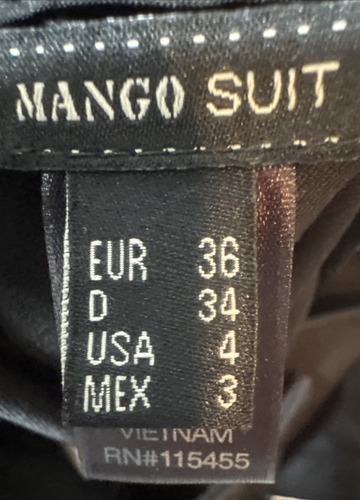 MANGO SUIT
EUR 36
D 34
USA 4
MEX 3
VIETNAM
RN#115455